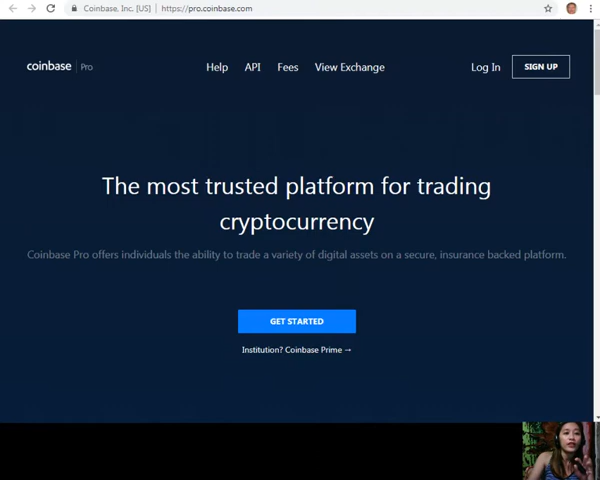 Coinbase, Inc. [US] | https://pro.coinbase.com
coinbase | Pro
Help API Fees View Exchange Log In SIGN UP
The most trusted platform for trading
cryptocurrency
Coinbase Pro offers individuals the ability to trade a variety of digital assets on a secure, insurance backed platform.
GET STARTED
Institution? Coinbase Prime →